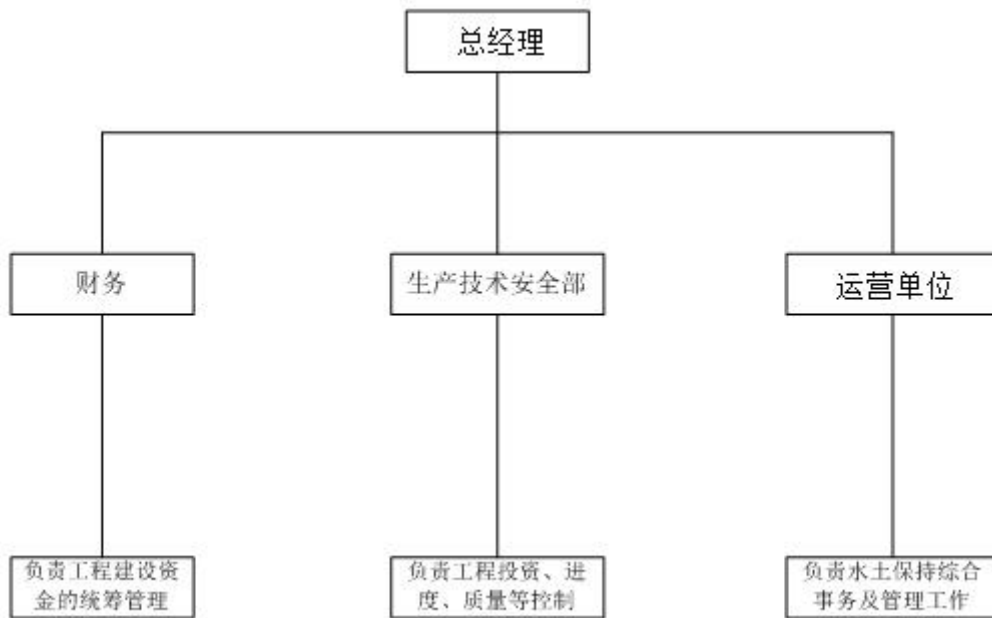 总经理
财务
生产技术安全部
运营单位
负责工程建设资
金的统筹管理
负责工程投资、进
度、质量等控制
负责水土保持综合
事务及管理工作